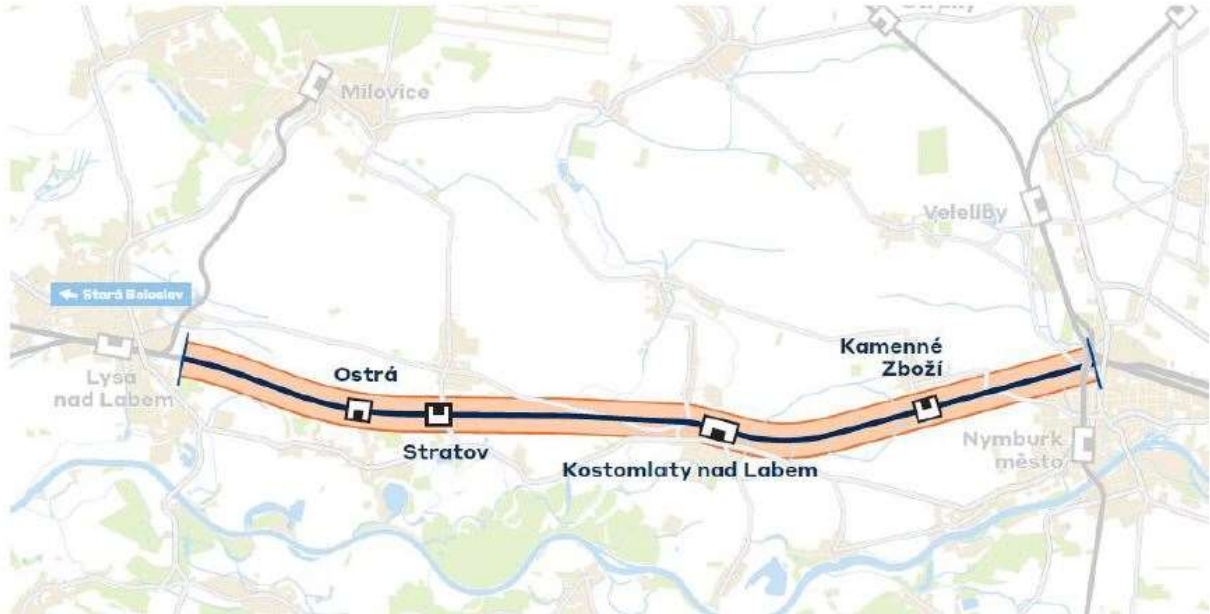 Milovice
Veleliby
← Stará Boleslav
Lysá
nad Labem
Ostrá
Stratov
Kostomlaty nad Labem
Kamenné
Zboží
Nymburk
město